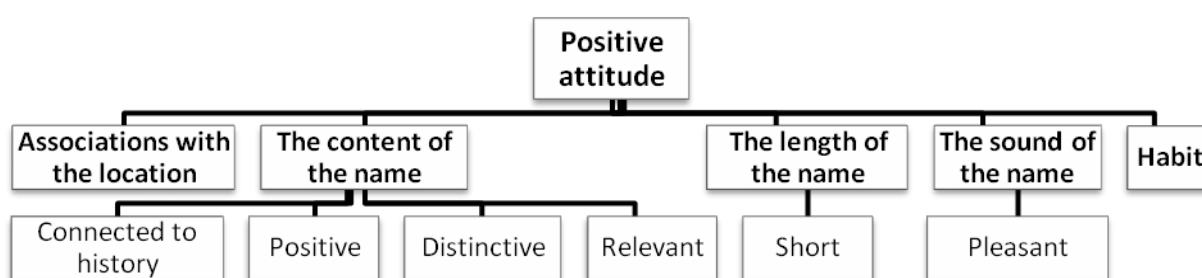 Positive
attitude
Associations with
the location
The content of
the name
The length of
the name
The sound of
the name
Habit
Connected to
history
Positive
Distinctive
Relevant
Short
Pleasant